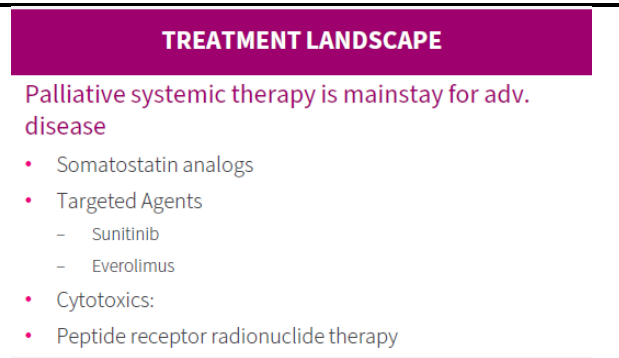 TREATMENT LANDSCAPE
Palliative systemic therapy is mainstay for adv.
disease
• Somatostatin analogs
• Targeted Agents
– Sunitinib
– Everolimus
• Cytotoxics:
• Peptide receptor radionuclide therapy